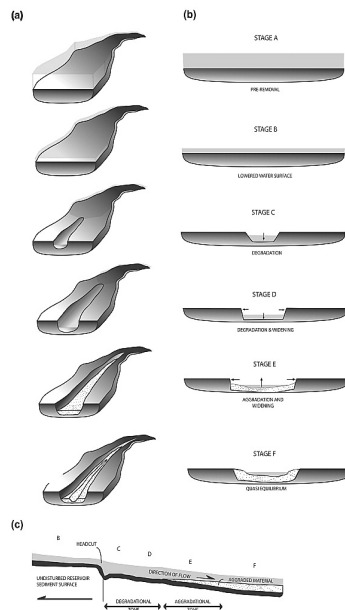 (a)
(b)
STAGE A
PRE-REMOVAL
STAGE B
LOWERED WATER SURFACE
STAGE C
DEGRADATION
STAGE D
DEGRADATION & WIDENING
STAGE E
AGGRADATION AND
WIDENING
STAGE F
QUASI EQUILIBRIUM
(c)
B
HEADCUT
C
D
E
F
DIRECTION OF FLOW
AGGRADED MATERIAL
UNDISTURBED RESERVOIR
SEDIMENT SURFACE
DEGRADATIONAL
ZONE
AGGRADATIONAL
ZONE